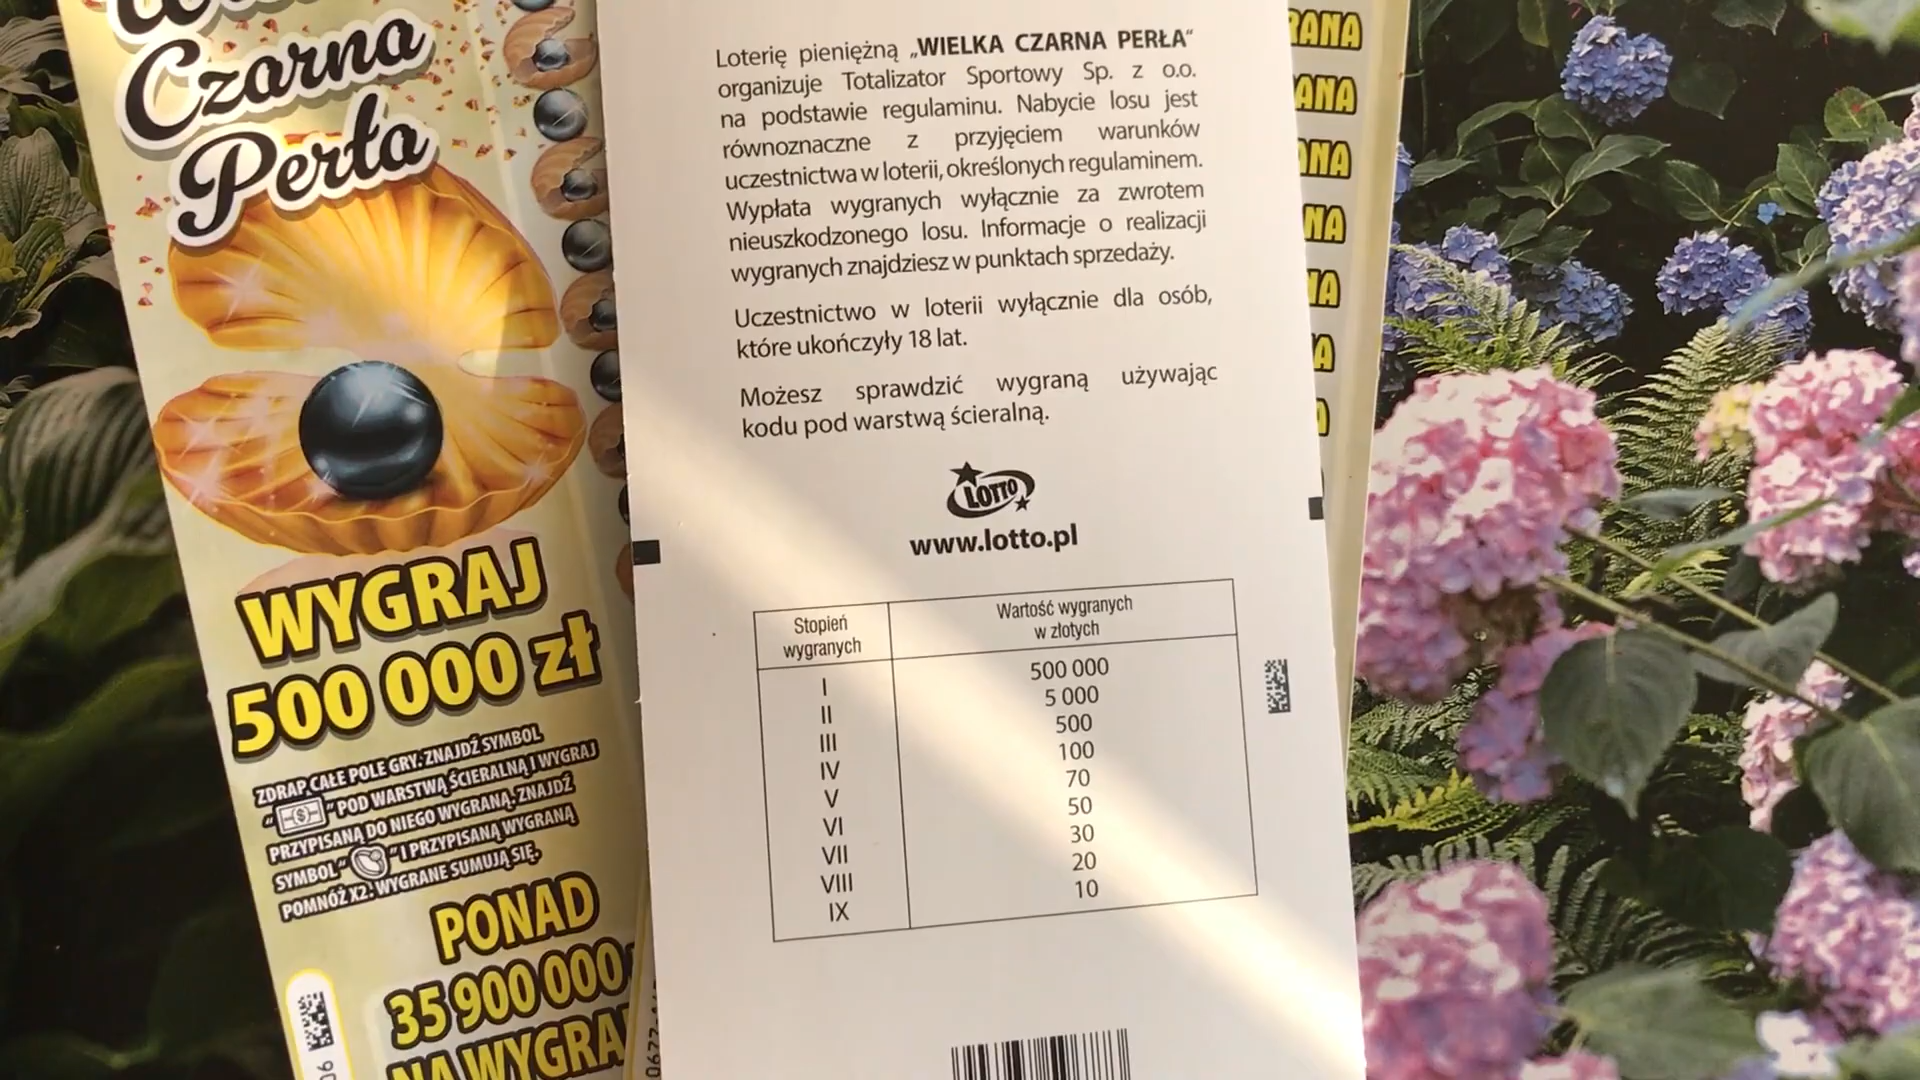 Czarna
Perła
WYGRAJ
500 000 zł
ZDRAP CAŁE POLE GRY. ZNAJDŹ SYMBOL
" " POD WARSTWĄ ŚCIERALNĄ I WYGRAJ
PRZYPISANĄ DO NIEGO WYGRANĄ. ZNAJDŹ
SYMBOL " " I PRZYPISANĄ WYGRANĄ
POMNÓŻ X2. WYGRANE SUMUJĄ SIĘ.
PONAD
35 900 000
NA WYGRA
Loterię pieniężną „WIELKA CZARNA PERŁA"
organizuje Totalizator Sportowy Sp. z o.o.
na podstawie regulaminu. Nabycie losu jest
równoznaczne z przyjęciem warunków
uczestnictwa w loterii, określonych regulaminem.
Wypłata wygranych wyłącznie za zwrotem
nieuszkodzonego losu. Informacje o realizacji
wygranych znajdziesz w punktach sprzedaży.
Uczestnictwo w loterii wyłącznie dla osób,
które ukończyły 18 lat.
Możesz sprawdzić wygraną używając
kodu pod warstwą ścieralną.
LOTTO
www.lotto.pl
Stopień wygranych
Wartość wygranych w złotych
I 500 000
II 5 000
III 500
IV 100
V 70
VI 50
VII 30
VIII 20
IX 10
RANA
ANA
ANA
NA
NA
A